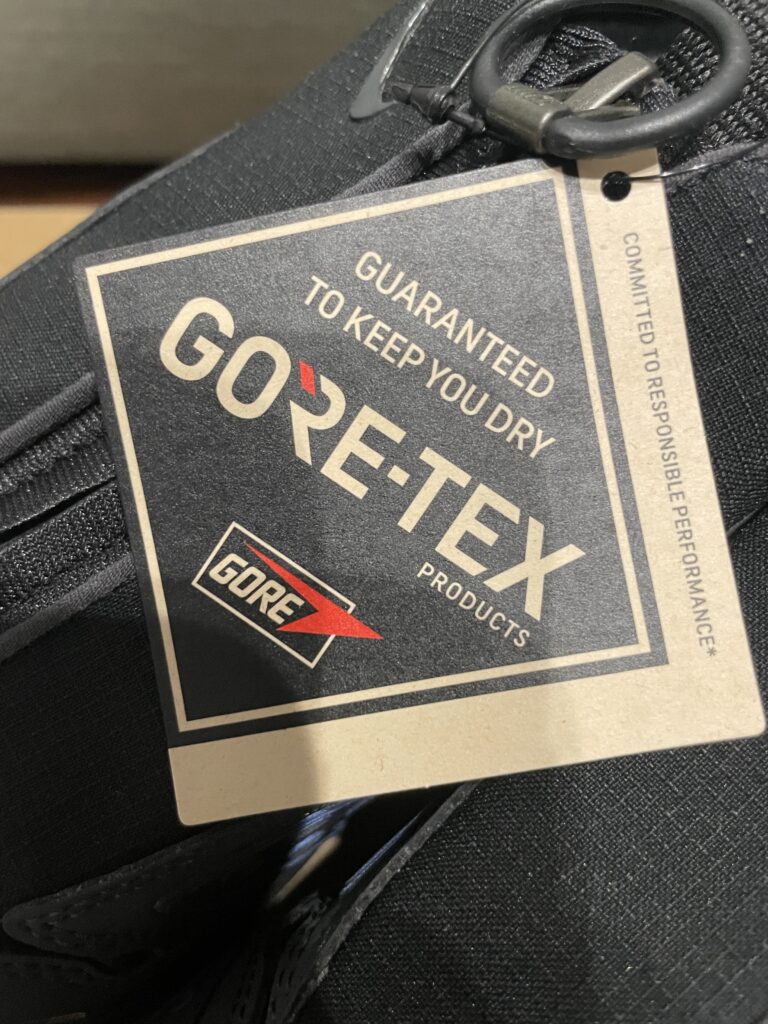 GUARANTEED
TO KEEP YOU DRY
GORE-TEX
PRODUCTS
GORE
COMMITTED TO RESPONSIBLE PERFORMANCE*